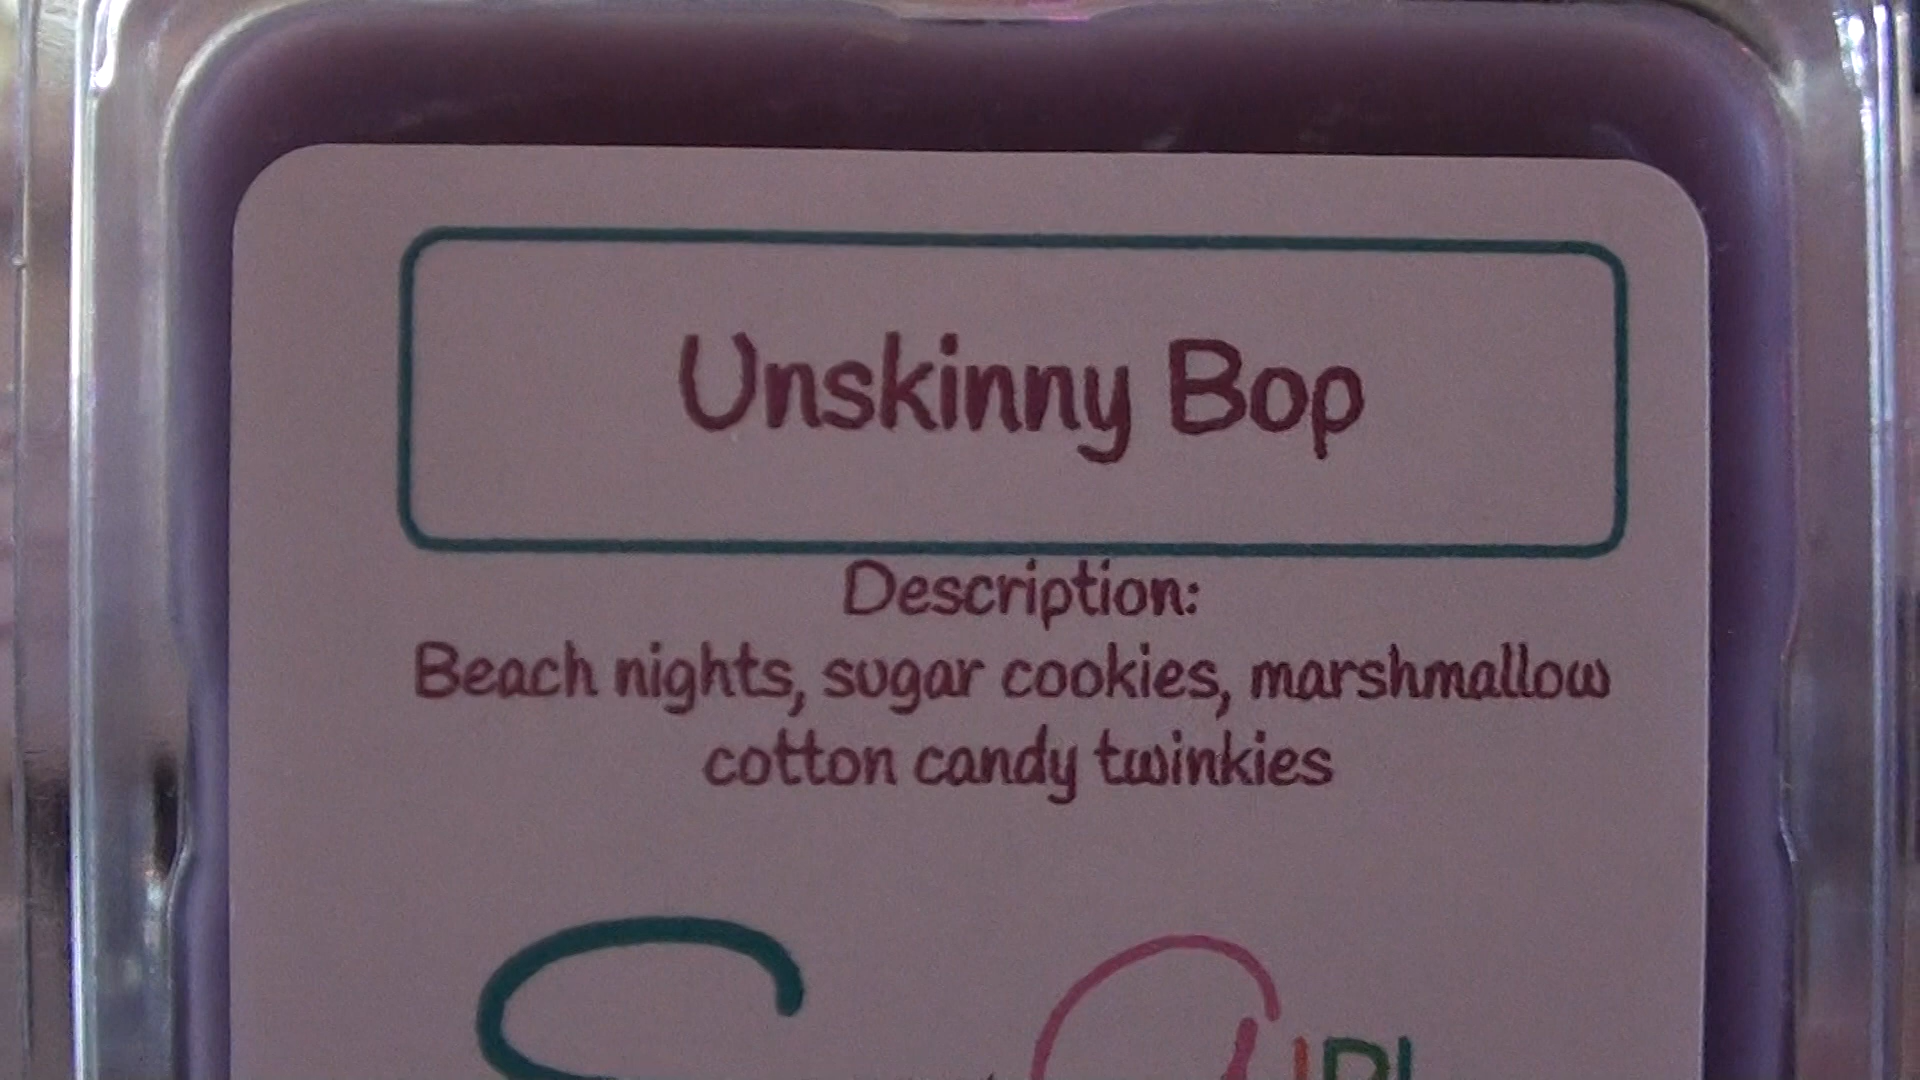 Unskinny Bop
Description:
Beach nights, sugar cookies, marshmallow
cotton candy twinkies